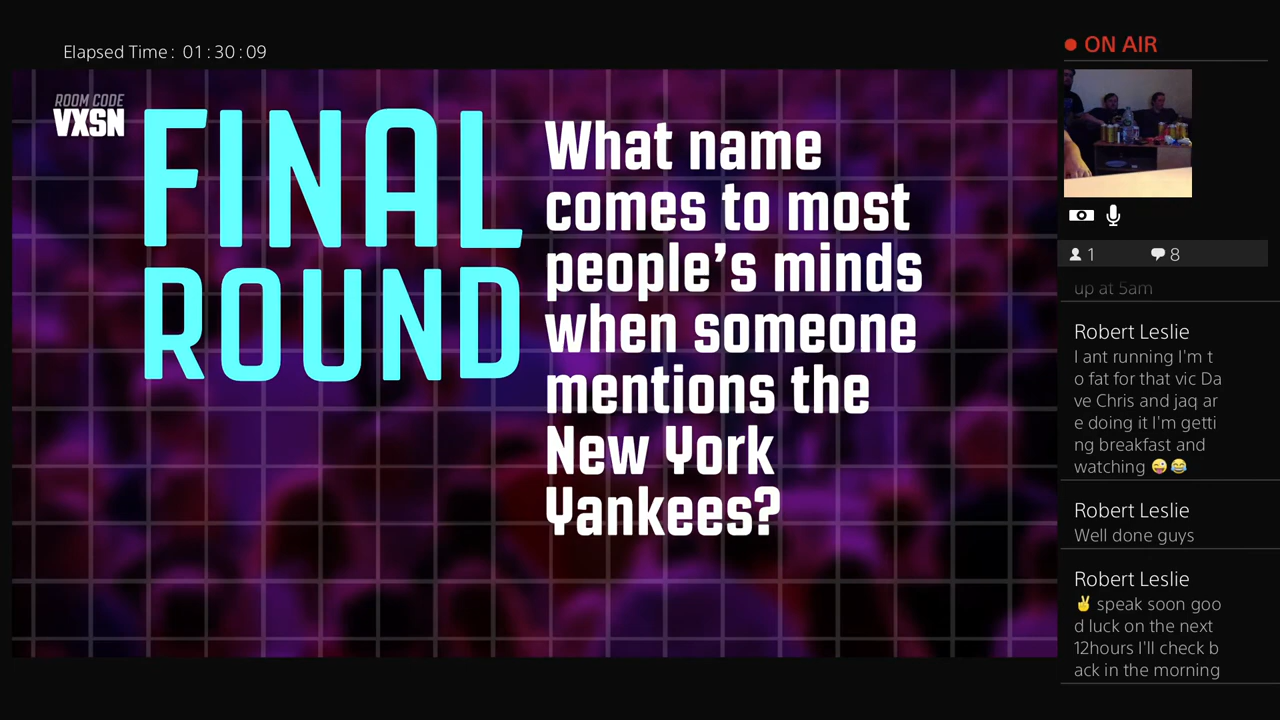 Elapsed Time: 01:30:09
ROOM CODE
VXSN
FINAL
ROUND
What name
comes to most
people's minds
when someone
mentions the
New York
Yankees?
ON AIR
1 8
up at 5am
Robert Leslie
I ant running I'm t
o fat for that vic Da
ve Chris and jaq ar
e doing it I'm getti
ng breakfast and
watching 😜😂
Robert Leslie
Well done guys
Robert Leslie
✌️ speak soon goo
d luck on the next
12hours I'll check b
ack in the morning